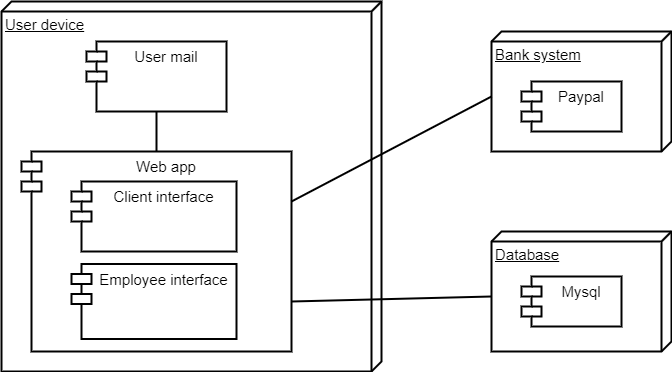 User device
User mail
Web app
Client interface
Employee interface
Bank system
Paypal
Database
Mysql